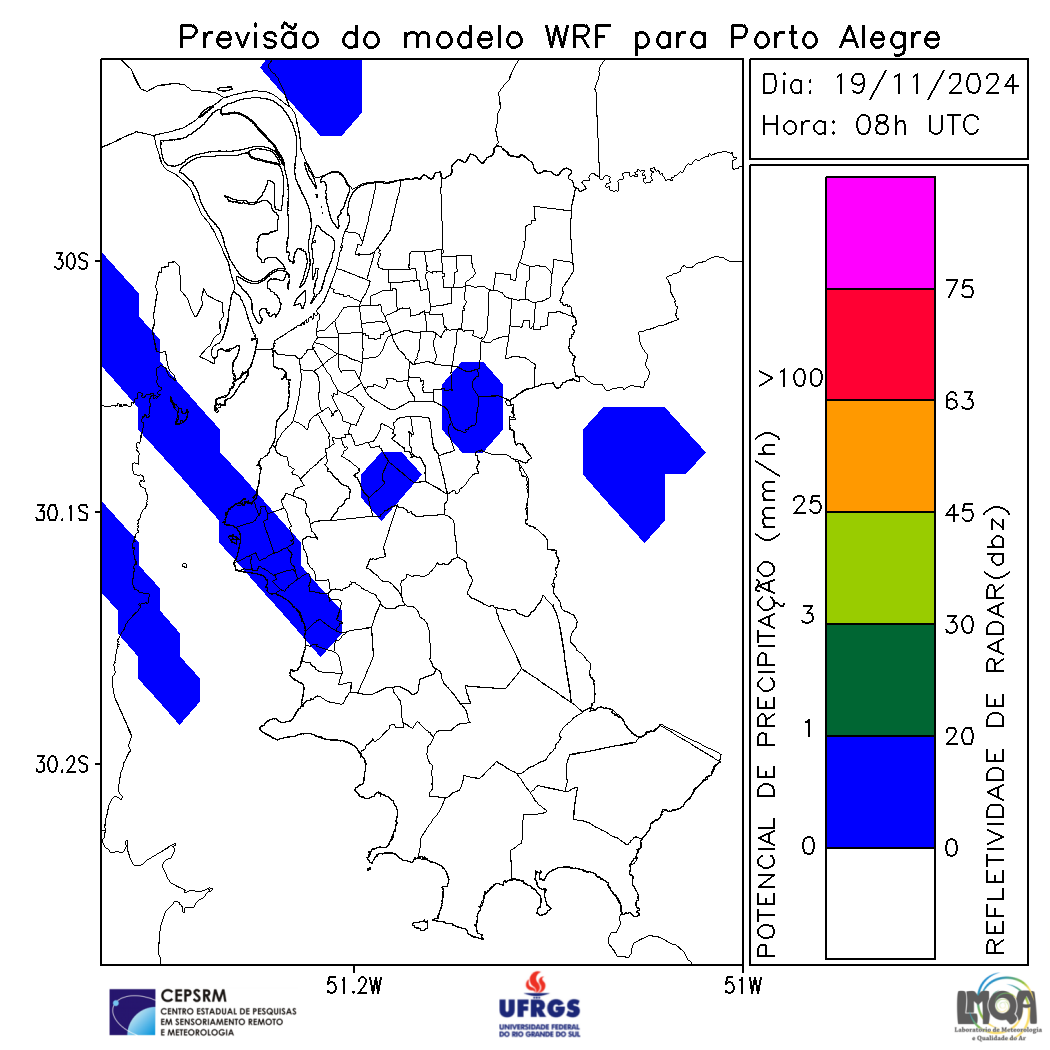 Previsão do modelo WRF para Porto Alegre
Dia: 19/11/2024
Hora: 08h UTC
30S
30.1S
30.2S
51.2W
51W
POTENCIAL DE PRECIPITAÇÃO (mm/h)
>100
25
3
1
0
75
63
45
30
20
0
REFLETIVIDADE DE RADAR(dbz)
CEPSRM
CENTRO ESTADUAL DE PESQUISAS
EM SENSORIAMENTO REMOTO
E METEOROLOGIA
UFRGS
UNIVERSIDADE FEDERAL
DO RIO GRANDE DO SUL
LMQA
Laboratório de Meteorologia
e Qualidade do Ar